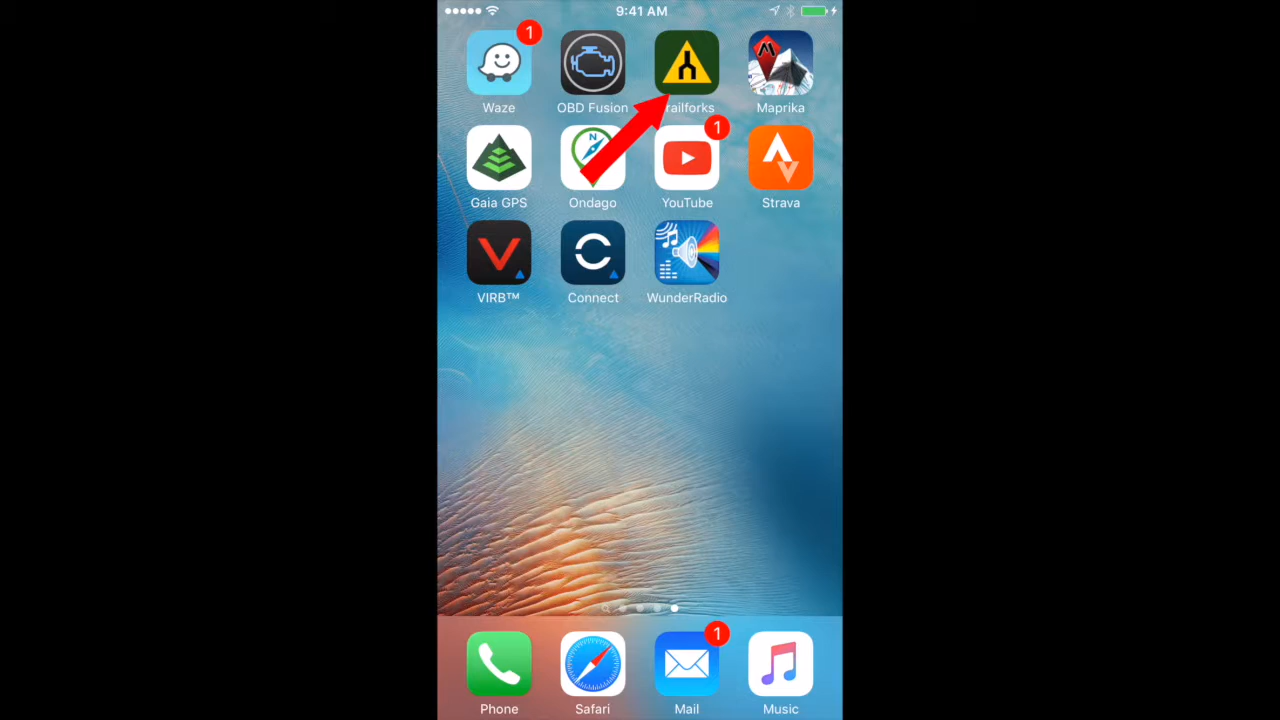 9:41 AM
1
Waze
OBD Fusion
railforks
M
Maprika
Gaia GPS
N
Ondago
1
YouTube
Strava
V
VIRB™
C
Connect
WunderRadio
1
Phone
Safari
Mail
Music